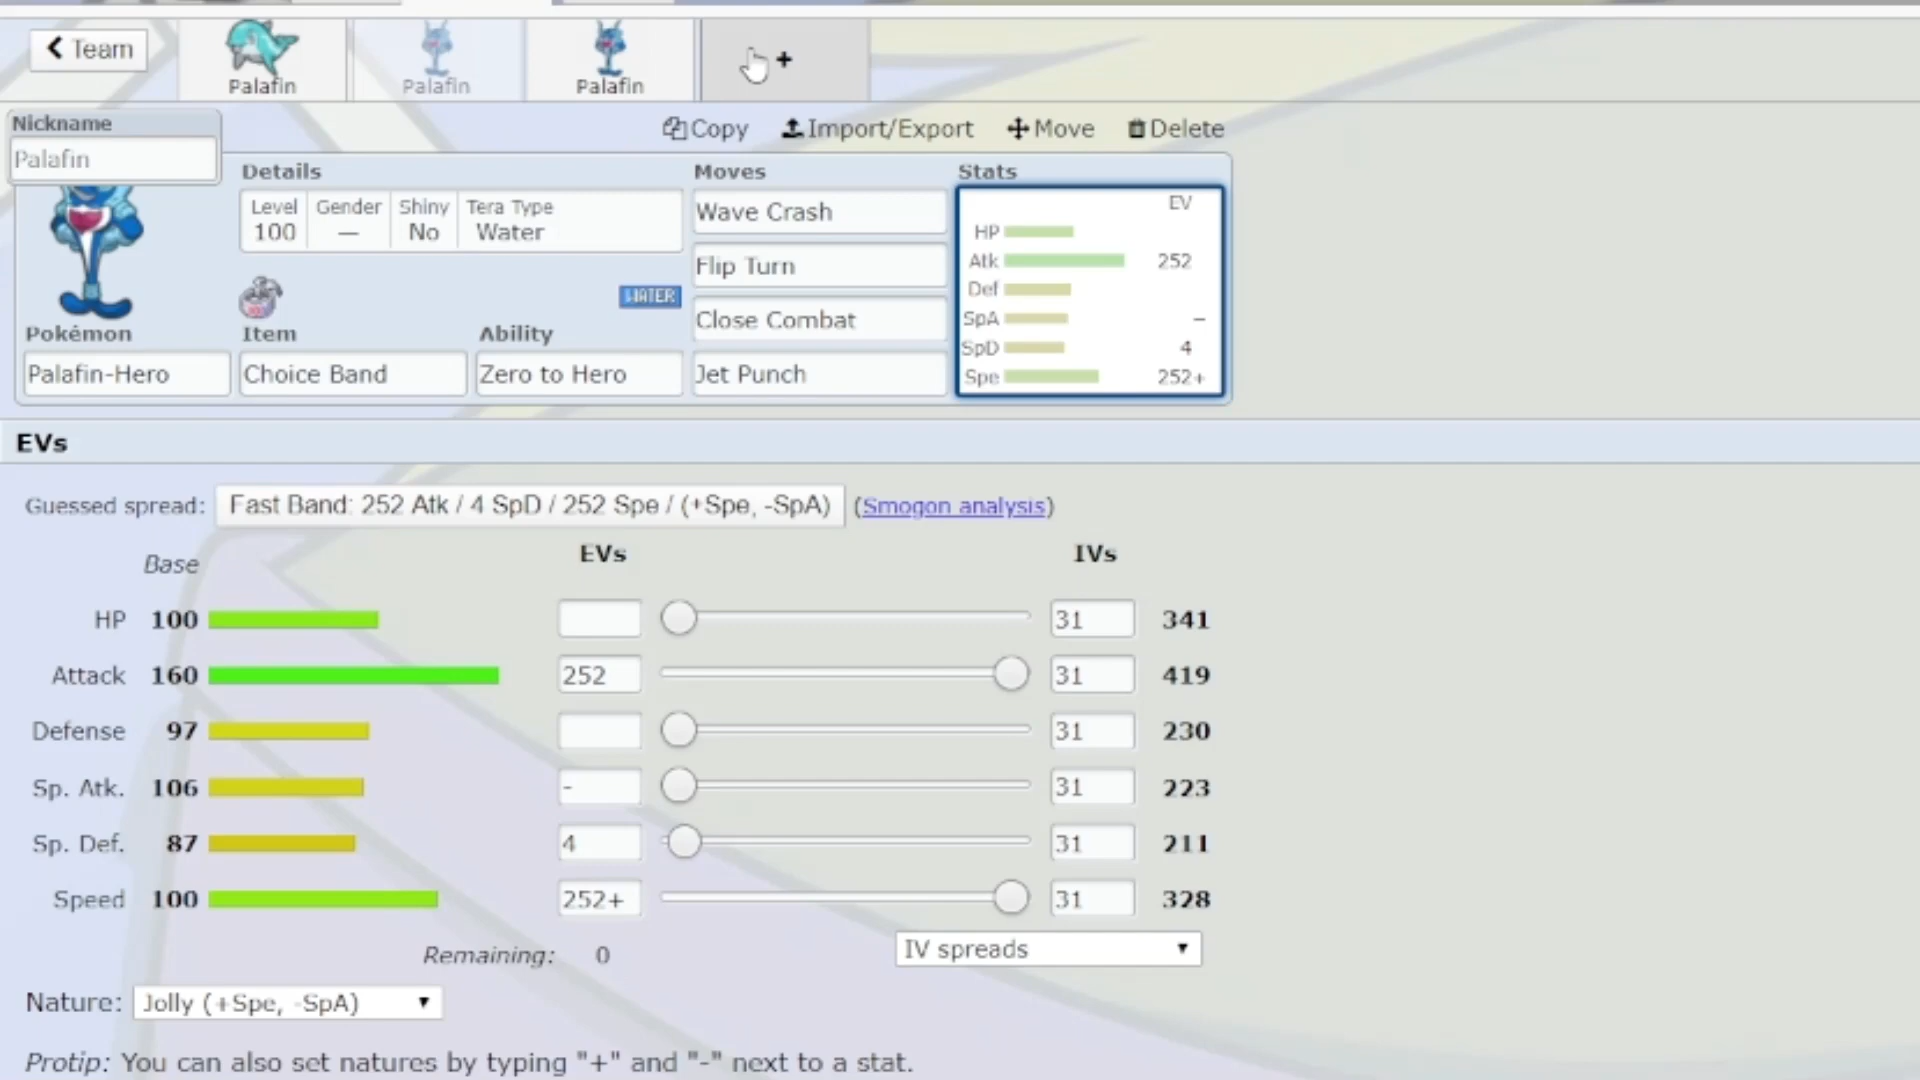 Team
Palafin
Palafin
Palafin
+
Nickname
Palafin
Copy
Import/Export
Move
Delete
Details
Level
100
Gender
—
Shiny
No
Tera Type
Water
WATER
Pokémon
Palafin-Hero
Item
Choice Band
Ability
Zero to Hero
Moves
Wave Crash
Flip Turn
Close Combat
Jet Punch
Stats
EV
HP
Atk 252
Def
SpA –
SpD 4
Spe 252+
EVs
Guessed spread: Fast Band: 252 Atk / 4 SpD / 252 Spe / (+Spe, -SpA) (Smogon analysis)
Base EVs IVs
HP 100 31 341
Attack 160 252 31 419
Defense 97 31 230
Sp. Atk. 106 - 31 223
Sp. Def. 87 4 31 211
Speed 100 252+ 31 328
Remaining: 0
IV spreads
Nature: Jolly (+Spe, -SpA)
Protip: You can also set natures by typing "+" and "-" next to a stat.